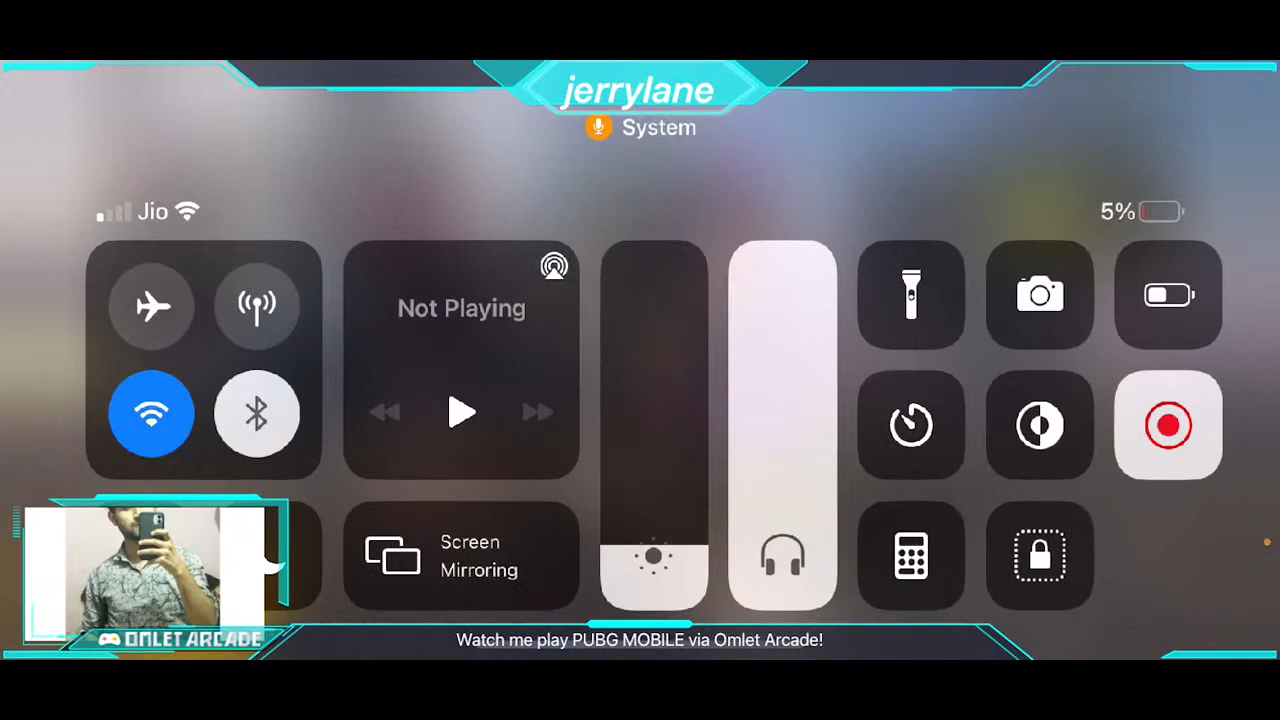 jerrylane
System
Jio
5%
Not Playing
Screen
Mirroring
OMLET ARCADE
Watch me play PUBG MOBILE via Omlet Arcade!